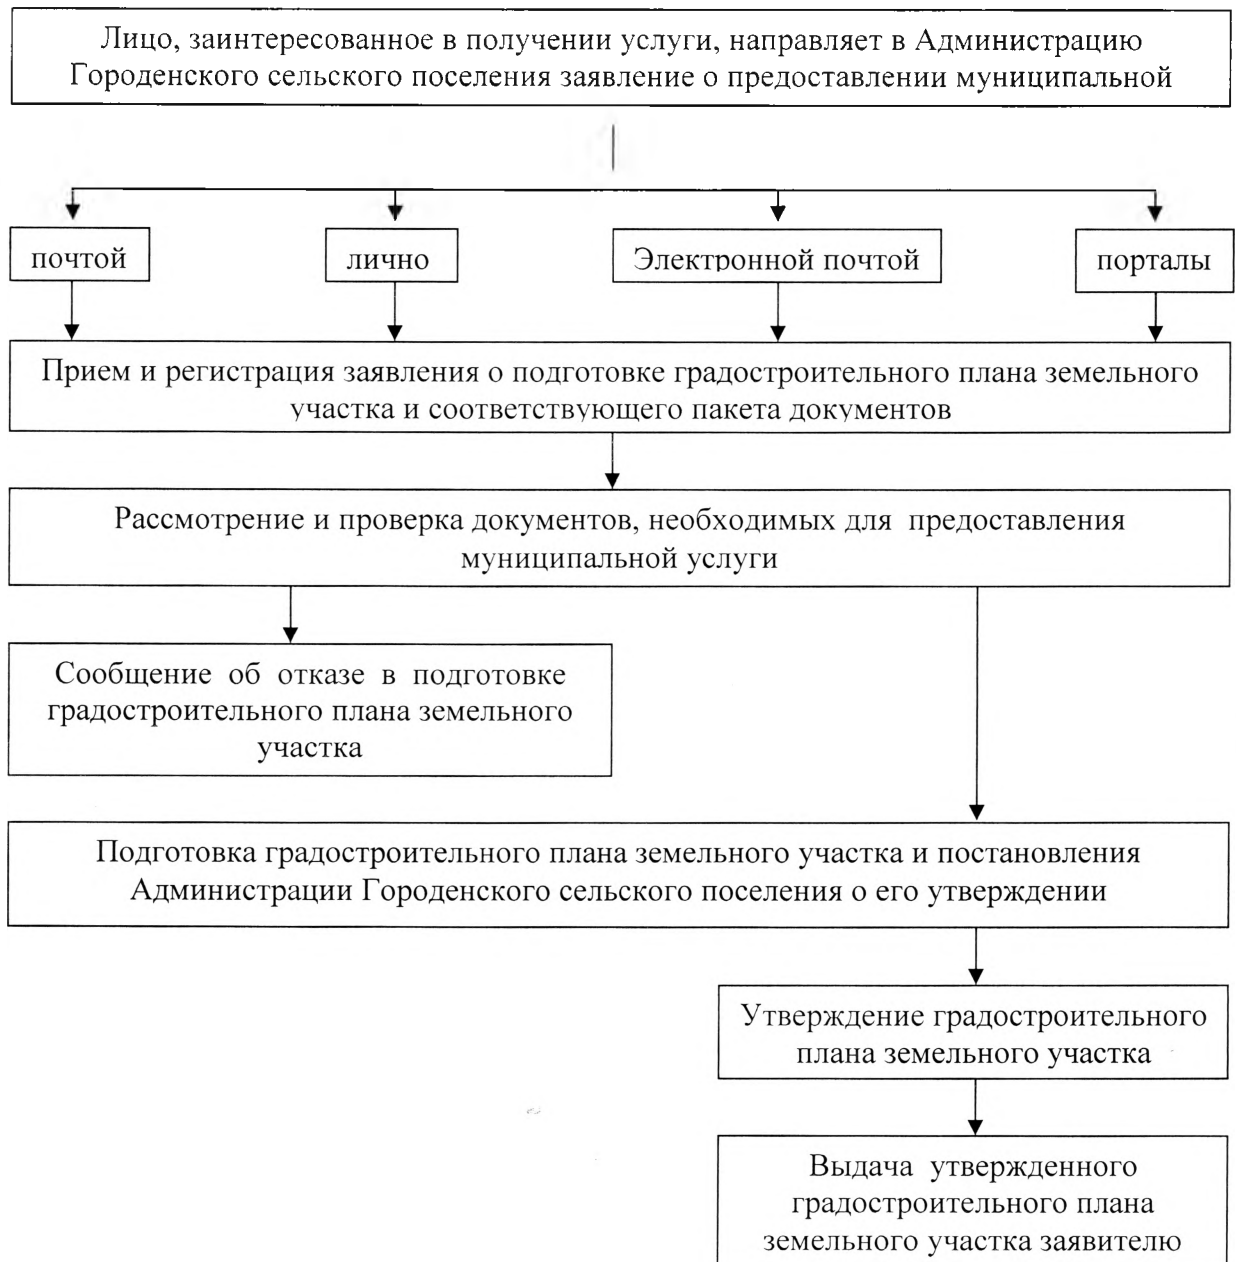 Лицо, заинтересованное в получении услуги, направляет в Администрацию
Городенского сельского поселения заявление о предоставлении муниципальной
почтой
лично
Электронной почтой
порталы
Прием и регистрация заявления о подготовке градостроительного плана земельного
участка и соответствующего пакета документов
Рассмотрение и проверка документов, необходимых для предоставления
муниципальной услуги
Сообщение об отказе в подготовке
градостроительного плана земельного
участка
Подготовка градостроительного плана земельного участка и постановления
Администрации Городенского сельского поселения о его утверждении
Утверждение градостроительного
плана земельного участка
Выдача утвержденного
градостроительного плана
земельного участка заявителю